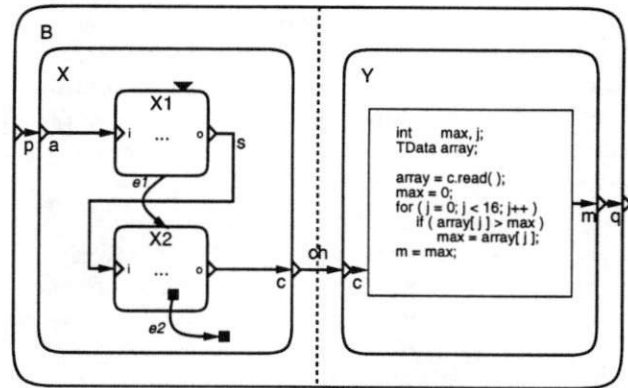 B
X
Y
X1
i ... o
...
s
p
a
e1
X2
i ... o
...
e2
c
ch
c
int max, j;
TData array;
array = c.read( );
max = 0;
for ( j = 0; j < 16; j++ )
if ( array[ j ] > max )
max = array[ j ];
m = max;
m
q